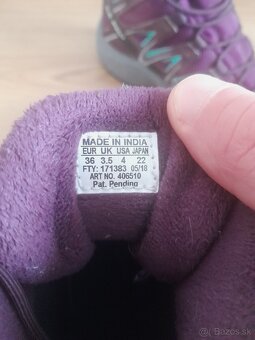 MADE IN INDIA
EUR UK USA JAPAN
36 3.5 4 22
FTY: 171383 05/18
ART NO. 406510
Pat. Pending
© Bazos.sk